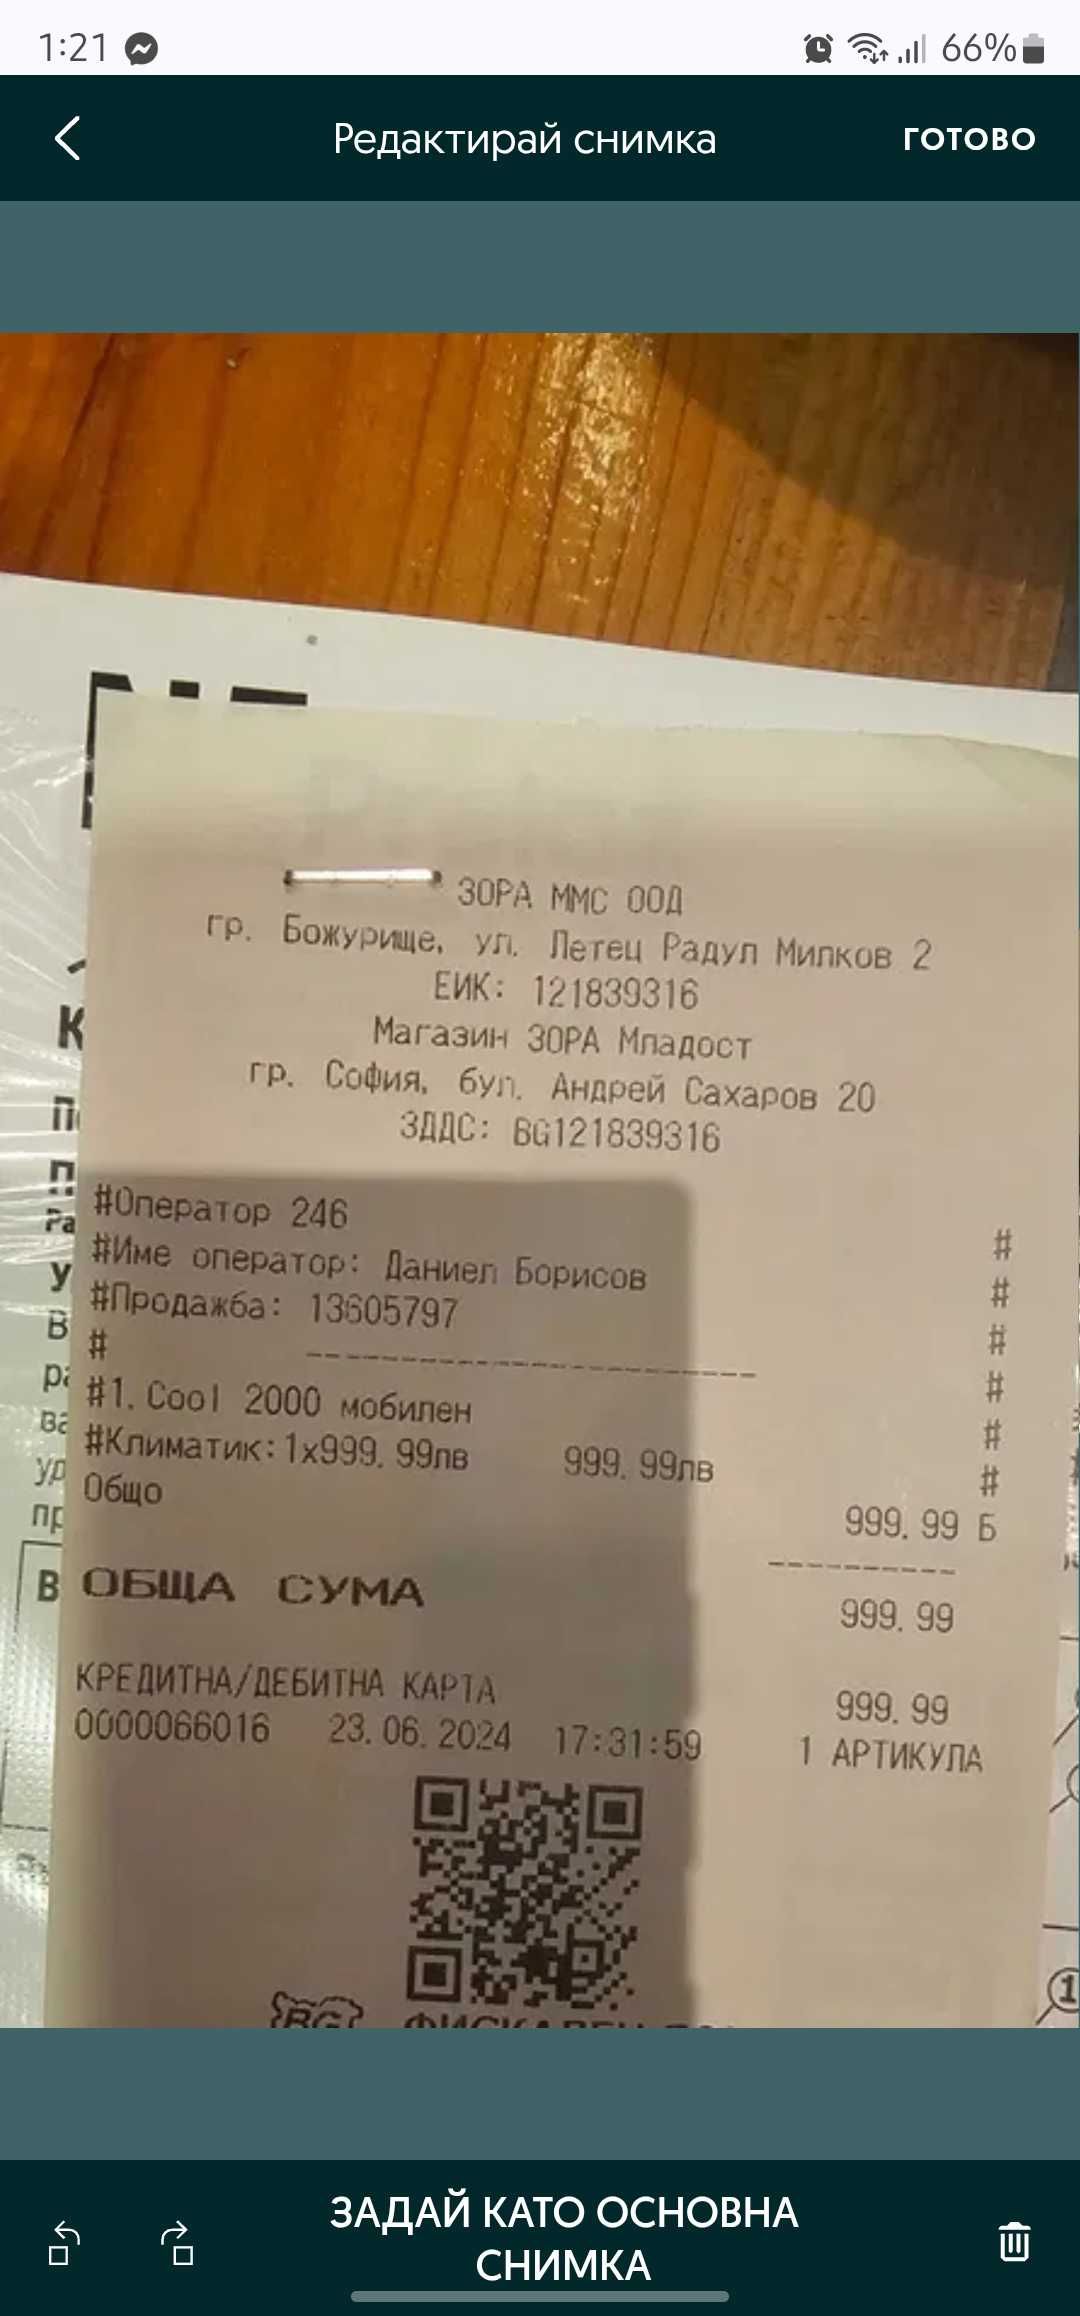 1:21
66%
Редактирай снимка
ГОТОВО
ЗОРА ММС ООД
гр. Божурище, ул. Летец Радул Милков 2
ЕИК: 121839316
Магазин ЗОРА Младост
гр. София, бул. Андрей Сахаров 20
ЗДДС: BG121839316
#Оператор 246 #
#Име оператор: Даниел Борисов #
#Продажба: 13605797 #
# -------------------------- #
#1. Cool 2000 мобилен #
#Климатик:1x999.99лв 999.99лв #
Общо 999.99 Б
ОБЩА СУМА 999.99
КРЕДИТНА/ДЕБИТНА КАРТА 999.99
0000066016 23.06.2024 17:31:59 1 АРТИКУЛА
BG
ЗАДАЙ КАТО ОСНОВНА
СНИМКА